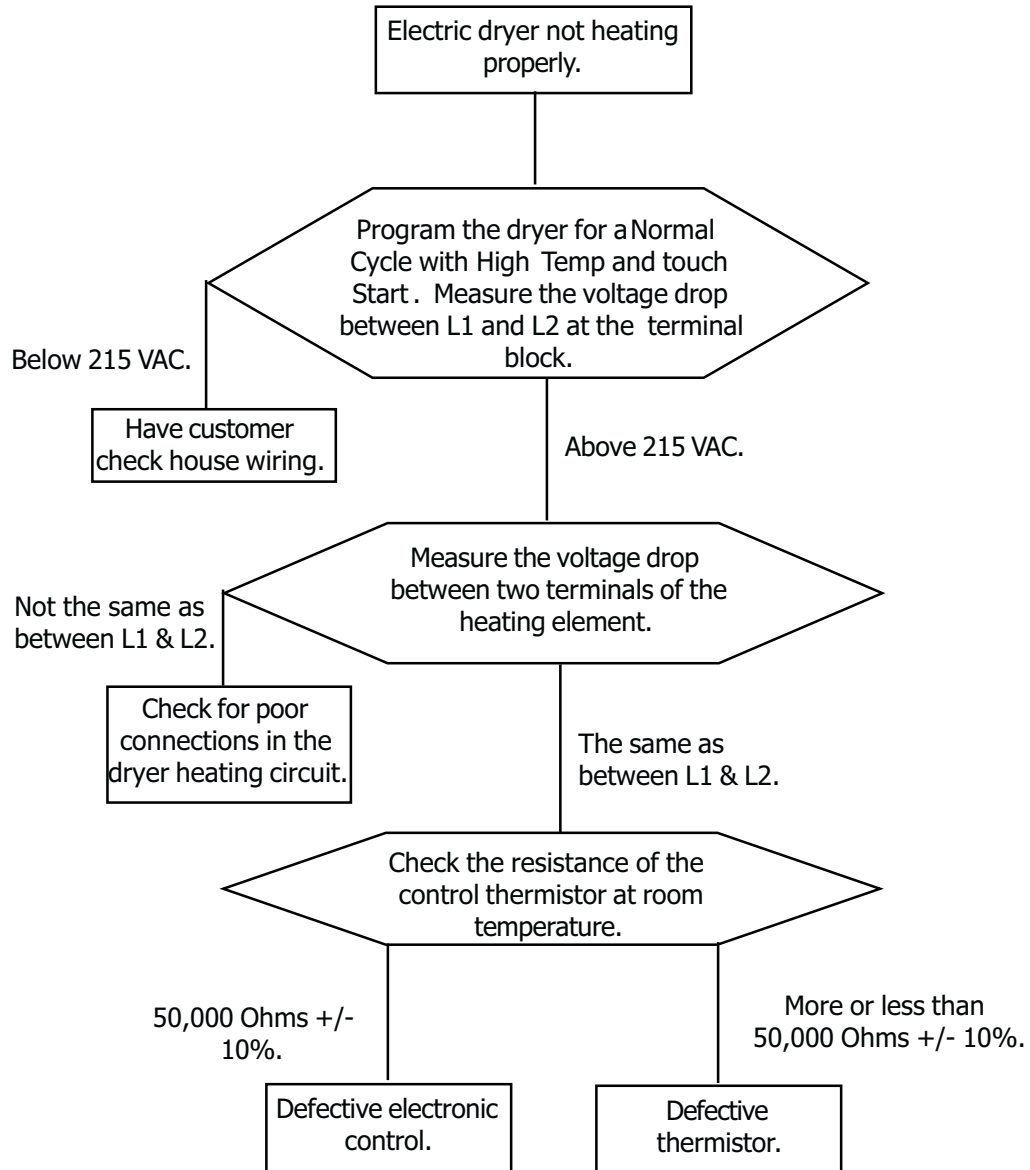 Electric dryer not heating
properly.
Program the dryer for a Normal
Cycle with High Temp and touch
Start. Measure the voltage drop
between L1 and L2 at the terminal
block.
Below 215 VAC.
Have customer
check house wiring.
Above 215 VAC.
Measure the voltage drop
between two terminals of the
heating element.
Not the same as
between L1 & L2.
Check for poor
connections in the
dryer heating circuit.
The same as
between L1 & L2.
Check the resistance of the
control thermistor at room
temperature.
50,000 Ohms +/-
10%.
More or less than
50,000 Ohms +/- 10%.
Defective electronic
control.
Defective
thermistor.